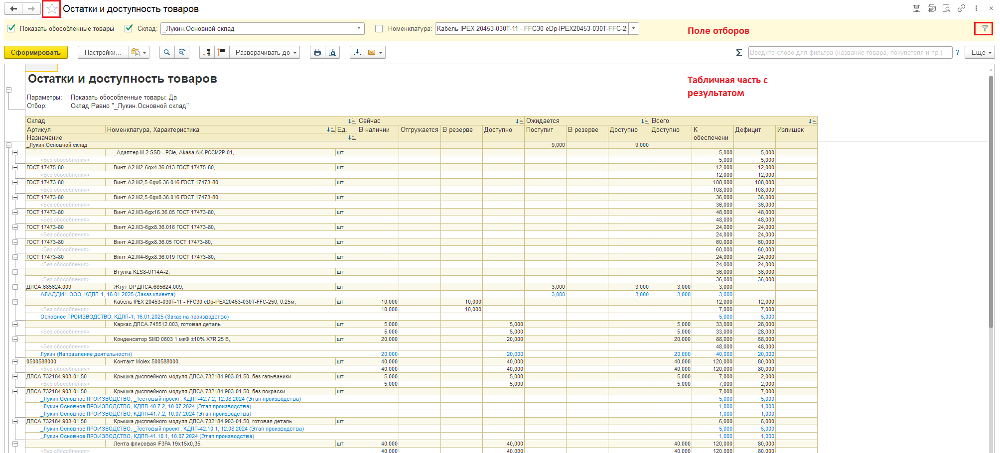 Остатки и доступность товаров
Показать обособленные товары Склад: _Лукин.Основной склад Номенклатура: Кабель IPEX 20453-030T-11 - FFC30 eDp-IPEX20453-030T-FFC-2 Поле отборов
Сформировать Настройки... Разворачивать до Σ Введите слово для фильтра (название товара, покупателя и пр.) ? Еще
Остатки и доступность товаров
Табличная часть с
результатом
Параметры: Показать обособленные товары: Да
Отбор: Склад Равно "_Лукин.Основной склад"
Склад Сейчас Ожидается Всего
Артикул Номенклатура, Характеристика Ед. В наличии Отгружается В резерве Доступно Поступит В резерве Доступно Доступно К обеспечени Дефицит Излишек
Назначение
_Лукин.Основной склад 9,000 9,000
_Адаптер M.2 SSD - PCIe, Akasa AK-PCCM2P-01, шт 5,000 5,000
<Без обособления> 5,000 5,000
ГОСТ 17475-80 Винт А2.М2-6gx4.36.013 ГОСТ 17475-80, шт 12,000 12,000
<Без обособления> 12,000 12,000
ГОСТ 17473-80 Винт А2.М2,5-6gx6.36.016 ГОСТ 17473-80, шт 108,000 108,000
<Без обособления> 108,000 108,000
ГОСТ 17473-80 Винт А2.М2,5-6gx8.36.016 ГОСТ 17473-80, шт 36,000 36,000
<Без обособления> 36,000 36,000
ГОСТ 17473-80 Винт А2.М3-6gx16.36.05 ГОСТ 17473-80, шт 48,000 48,000
<Без обособления> 48,000 48,000
ГОСТ 17473-80 Винт А2.М3-6gx8.36.016 ГОСТ 17473-80, шт 24,000 24,000
<Без обособления> 24,000 24,000
ГОСТ 17473-80 Винт А2.М3-6gx8.36.05 ГОСТ 17473-80, шт 60,000 60,000
<Без обособления> 60,000 60,000
ГОСТ 17473-80 Винт А2.М4-6gx8.36.019 ГОСТ 17473-80, шт 24,000 24,000
<Без обособления> 24,000 24,000
Втулка KLS8-0114A-2, шт 36,000 36,000
<Без обособления> 36,000 36,000
ДПСА.685624.009 Жгут DP ДПСА.685624.009, шт 3,000 3,000 3,000 3,000
АЛАДДИН ООО, КДПП-1, 16.01.2025 (Заказ клиента) 3,000 3,000 3,000 3,000
Кабель IPEX 20453-030T-11 - FFC30 eDp-IPEX20453-030T-FFC-250, 0.25м, шт 10,000 10,000 12,000 12,000
<Без обособления> 10,000 10,000 7,000 7,000
Основное ПРОИЗВОДСТВО, КДПП-1, 16.01.2025 (Заказ на производство) 5,000 5,000
Каркас ДПСА.745512.003, готовая деталь шт 5,000 5,000 5,000 33,000 28,000
<Без обособления> 5,000 5,000 5,000 33,000 28,000
Конденсатор SMD 0603 1 мкФ ±10% X7R 25 В, шт 20,000 20,000 20,000 88,000 68,000
<Без обособления> 48,000 48,000
Лукин (Направление деятельности) 20,000 20,000 20,000 40,000 20,000
0500588000 Контакт Molex 500588000, шт 40,000 40,000 40,000 120,000 80,000
<Без обособления> 40,000 40,000 40,000 120,000 80,000
ДПСА.732184.903-01.50 Крышка дисплейного модуля ДПСА.732184.903-01.50, без гальваники шт 5,000 5,000 5,000 7,000 2,000
<Без обособления> 5,000 5,000 5,000 7,000 2,000
ДПСА.732184.903-01.50 Крышка дисплейного модуля ДПСА.732184.903-01.50, без покраски шт 7,000 7,000
_Лукин.Основное ПРОИЗВОДСТВО, _Тестовый проект, КДПП-42.7.2, 12.08.2024 (Этап производства) 5,000 5,000
_Лукин.Основное ПРОИЗВОДСТВО, КДПП-40.7.2, 10.07.2024 (Этап производства) 1,000 1,000
_Лукин.Основное ПРОИЗВОДСТВО, КДПП-41.7.2, 10.07.2024 (Этап производства) 1,000 1,000
ДПСА.732184.903-01.50 Крышка дисплейного модуля ДПСА.732184.903-01.50, готовая деталь шт 6,000 6,000
_Лукин.Основное ПРОИЗВОДСТВО, _Тестовый проект, КДПП-42.10.1, 12.08.2024 (Этап производства) 5,000 5,000
_Лукин.Основное ПРОИЗВОДСТВО, КДПП-41.10.1, 10.07.2024 (Этап производства) 1,000 1,000
Лента флисовая IF3PA 19x15x0,35, шт 40,000 40,000 40,000 120,000 80,000
<Без обособления> 40,000 40,000 40,000 120,000 80,000